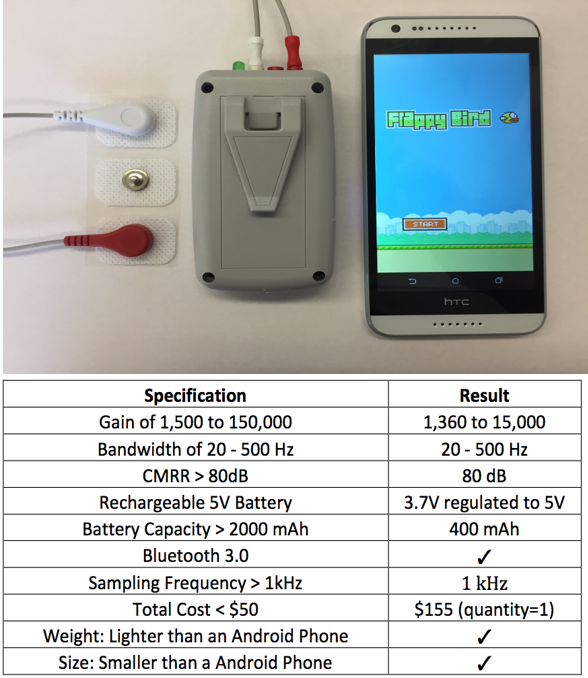 Flappy Bird
START
hTC
Specification Result
Gain of 1,500 to 150,000 1,360 to 15,000
Bandwidth of 20 - 500 Hz 20 - 500 Hz
CMRR > 80dB 80 dB
Rechargeable 5V Battery 3.7V regulated to 5V
Battery Capacity > 2000 mAh 400 mAh
Bluetooth 3.0 ✓
Sampling Frequency > 1kHz 1 kHz
Total Cost < $50 $155 (quantity=1)
Weight: Lighter than an Android Phone ✓
Size: Smaller than a Android Phone ✓